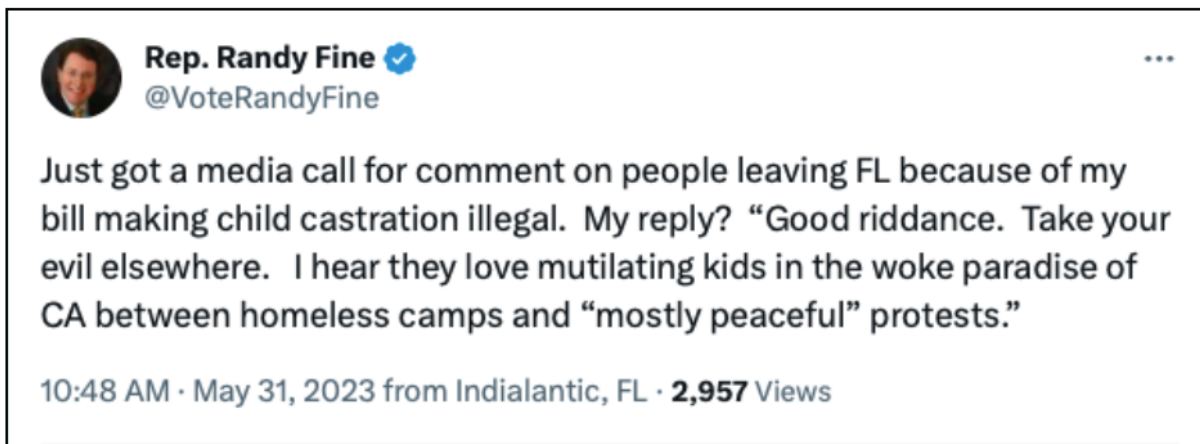 Rep. Randy Fine
@VoteRandyFine
Just got a media call for comment on people leaving FL because of my
bill making child castration illegal.  My reply?  “Good riddance.  Take your
evil elsewhere.   I hear they love mutilating kids in the woke paradise of
CA between homeless camps and “mostly peaceful” protests.”
10:48 AM · May 31, 2023 from Indialantic, FL · 2,957 Views